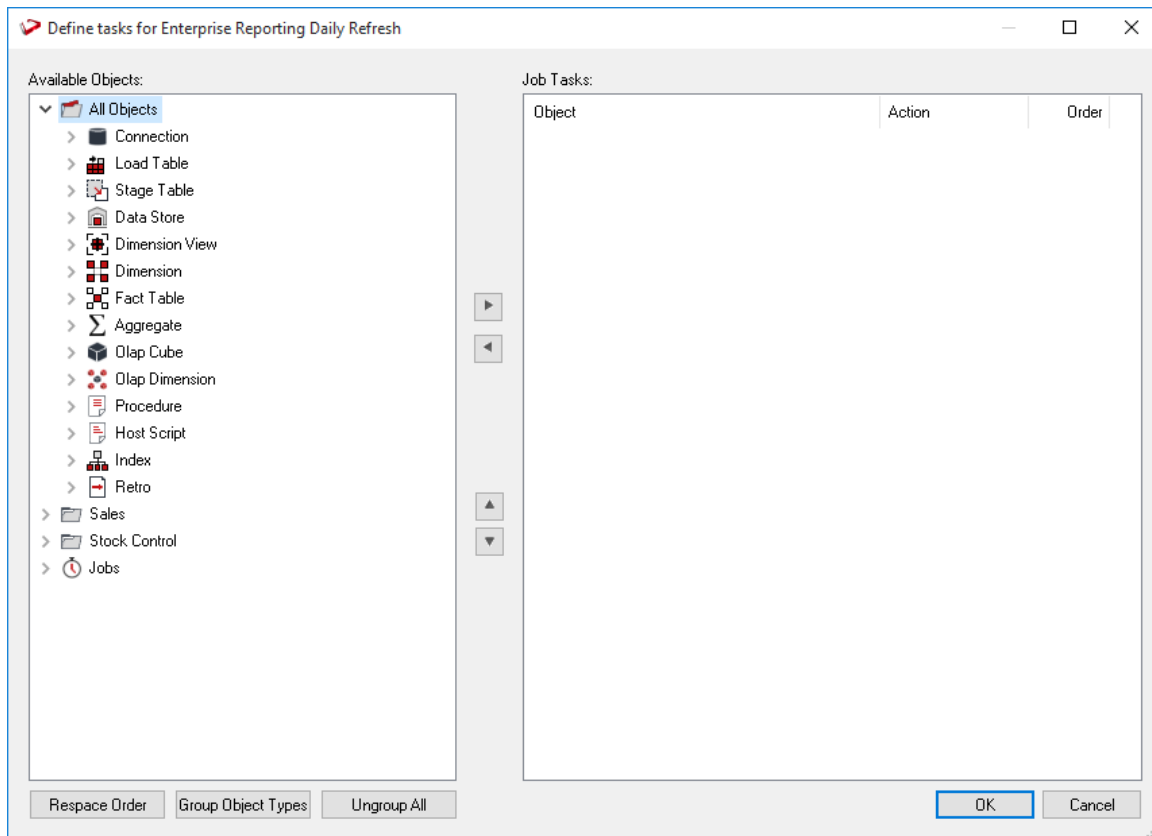 Define tasks for Enterprise Reporting Daily Refresh
Available Objects:
All Objects
Connection
Load Table
Stage Table
Data Store
Dimension View
Dimension
Fact Table
Aggregate
Olap Cube
Olap Dimension
Procedure
Host Script
Index
Retro
Sales
Stock Control
Jobs
Job Tasks:
Object Action Order
Respace Order Group Object Types Ungroup All OK Cancel